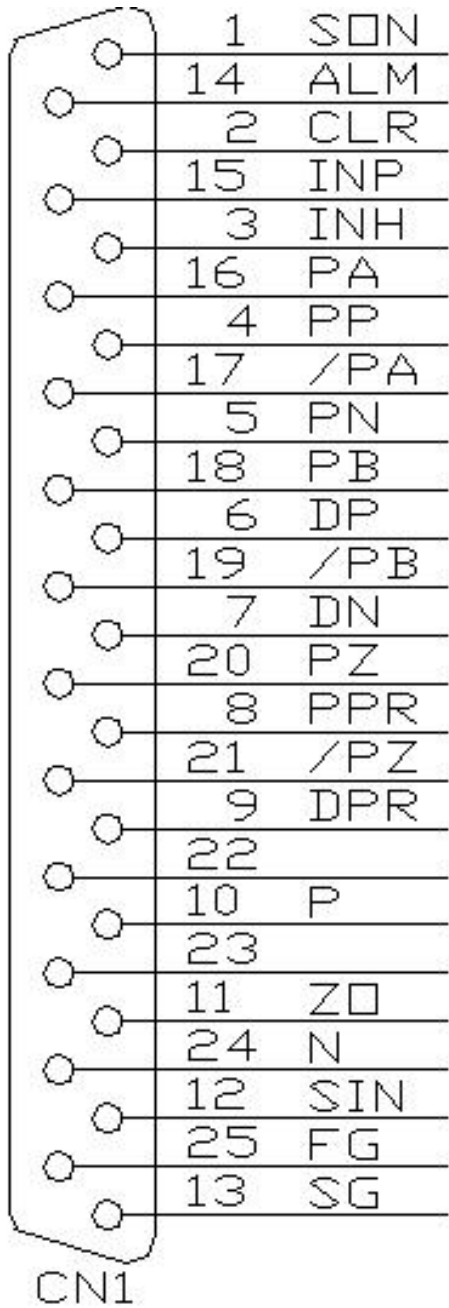 1 SON
14 ALM
2 CLR
15 INP
3 INH
16 PA
4 PP
17 /PA
5 PN
18 PB
6 DP
19 /PB
7 DN
20 PZ
8 PPR
21 /PZ
9 DPR
22
10 P
23
11 ZO
24 N
12 SIN
25 FG
13 SG
CN1